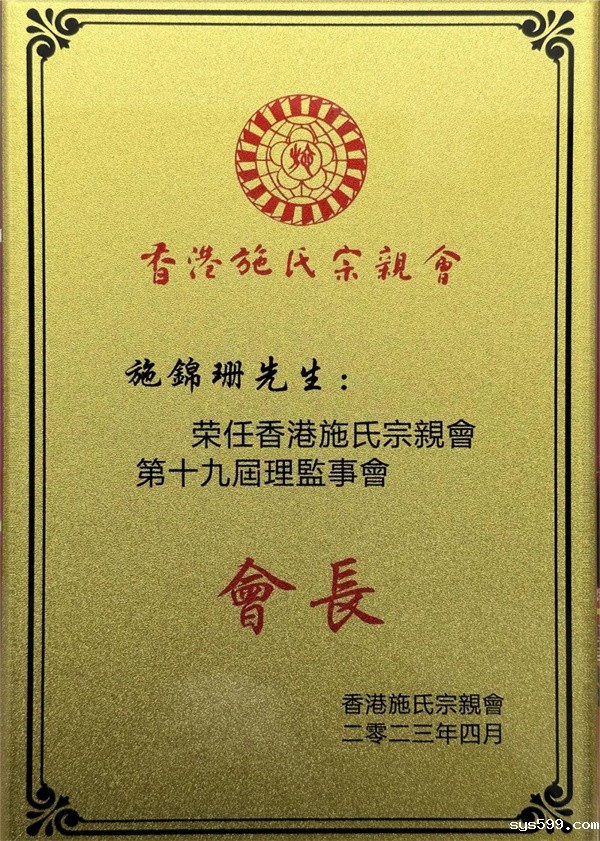 施
香港施氏宗親會
施錦珊先生：
荣任香港施氏宗親會
第十九屆理監事會
會長
香港施氏宗親會
二零二三年四月
sys599.com